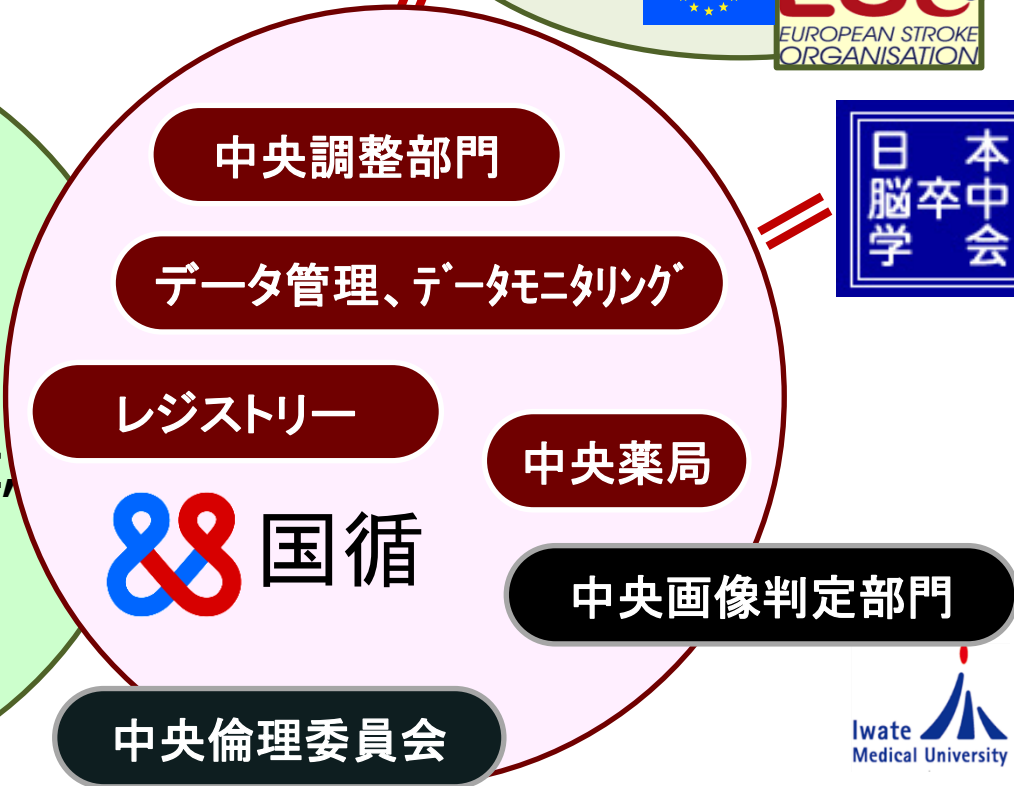 EUROPEAN STROKE
ORGANISATION
中央調整部門
日 本
脳卒中
学 会
データ管理、ﾃﾞｰﾀﾓﾆﾀﾘﾝｸﾞ
レジストリー
中央薬局
国循
中央画像判定部門
Iwate
Medical University
中央倫理委員会